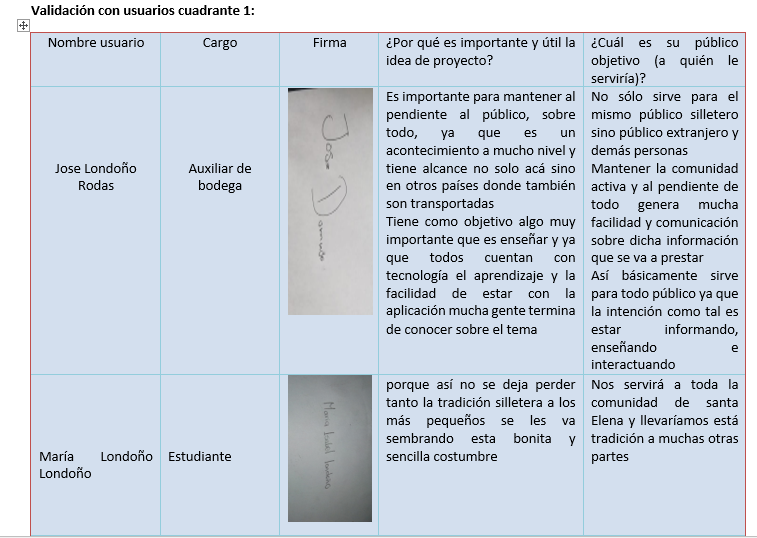 Validación con usuarios cuadrante 1:
Nombre usuario
Cargo
Firma
¿Por qué es importante y útil la
idea de proyecto?
¿Cuál es su público
objetivo (a quién le
serviría)?
Jose Londoño
Rodas
Auxiliar de
bodega
Jose
Es importante para mantener al
pendiente al público, sobre
todo, ya que es un
acontecimiento a mucho nivel y
tiene alcance no solo acá sino
en otros países donde también
son transportadas
Tiene como objetivo algo muy
importante que es enseñar y ya
que todos cuentan con
tecnología el aprendizaje y la
facilidad de estar con la
aplicación mucha gente termina
de conocer sobre el tema
No sólo sirve para el
mismo público silletero
sino público extranjero y
demás personas
Mantener la comunidad
activa y al pendiente de
todo genera mucha
facilidad y comunicación
sobre dicha información
que se va a prestar
Así básicamente sirve
para todo público ya que
la intención como tal es
estar informando,
enseñando e
interactuando
María Londoño
Londoño
Estudiante
Maria Isabel Londoño
porque así no se deja perder
tanto la tradición silletera a los
más pequeños se les va
sembrando esta bonita y
sencilla costumbre
Nos servirá a toda la
comunidad de santa
Elena y llevaríamos está
tradición a muchas otras
partes